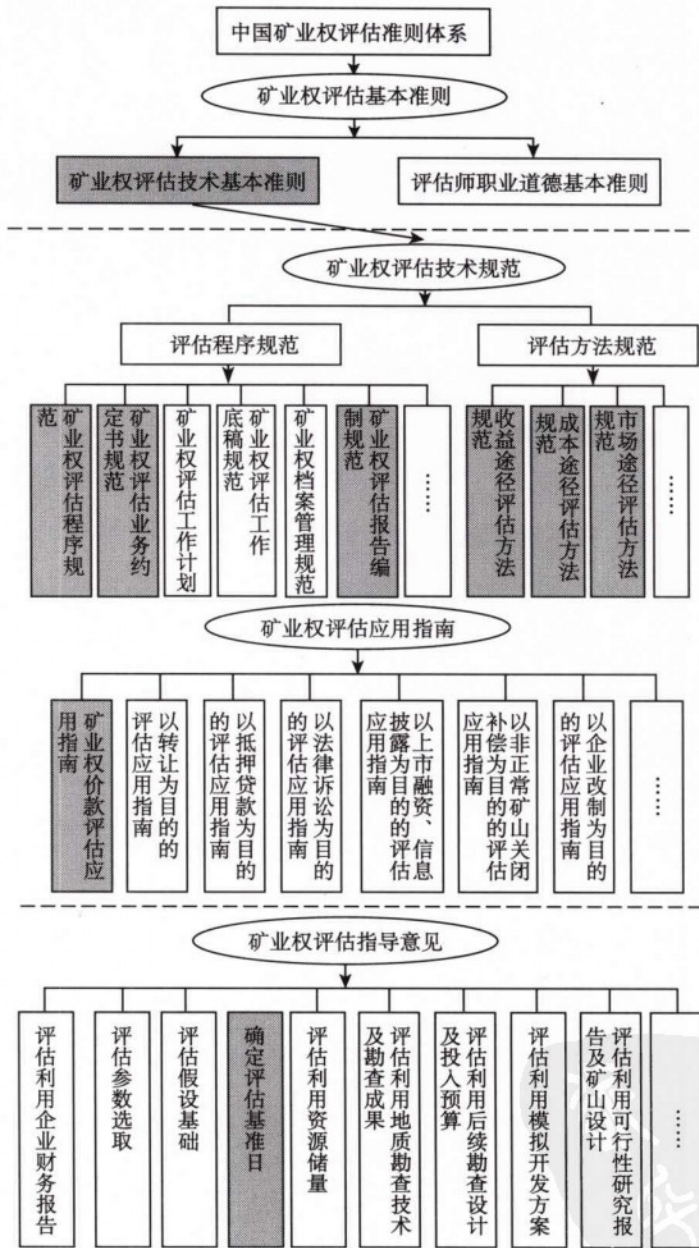 中国矿业权评估准则体系
矿业权评估基本准则
矿业权评估技术基本准则
评估师职业道德基本准则
矿业权评估技术规范
评估程序规范
评估方法规范
矿业权评估程序规
范
矿业权评估业务约
定书规范
矿业权评估工作计划
矿业权评估工作
底稿规范
矿业权档案管理规范
矿业权评估报告编
制规范
……
收益途径评估方法
规范
成本途径评估方法
规范
市场途径评估方法
规范
……
矿业权评估应用指南
矿业权价款评估应
用指南
以转让为目的的
评估应用指南
以抵押贷款为目的
的评估应用指南
以法律诉讼为目的
的评估应用指南
以上市融资、信息
披露为目的的评估
应用指南
以非正常矿山关闭
补偿为目的的评估
应用指南
以企业改制为目的
的评估应用指南
……
矿业权评估指导意见
评估利用企业财务报告
评估参数选取
评估假设基础
确定评估基准日
评估利用资源储量
评估利用地质勘查技术
及勘查成果
评估利用后续勘查设计
及投入预算
评估利用模拟开发方案
评估利用可行性研究报
告及矿山设计
……